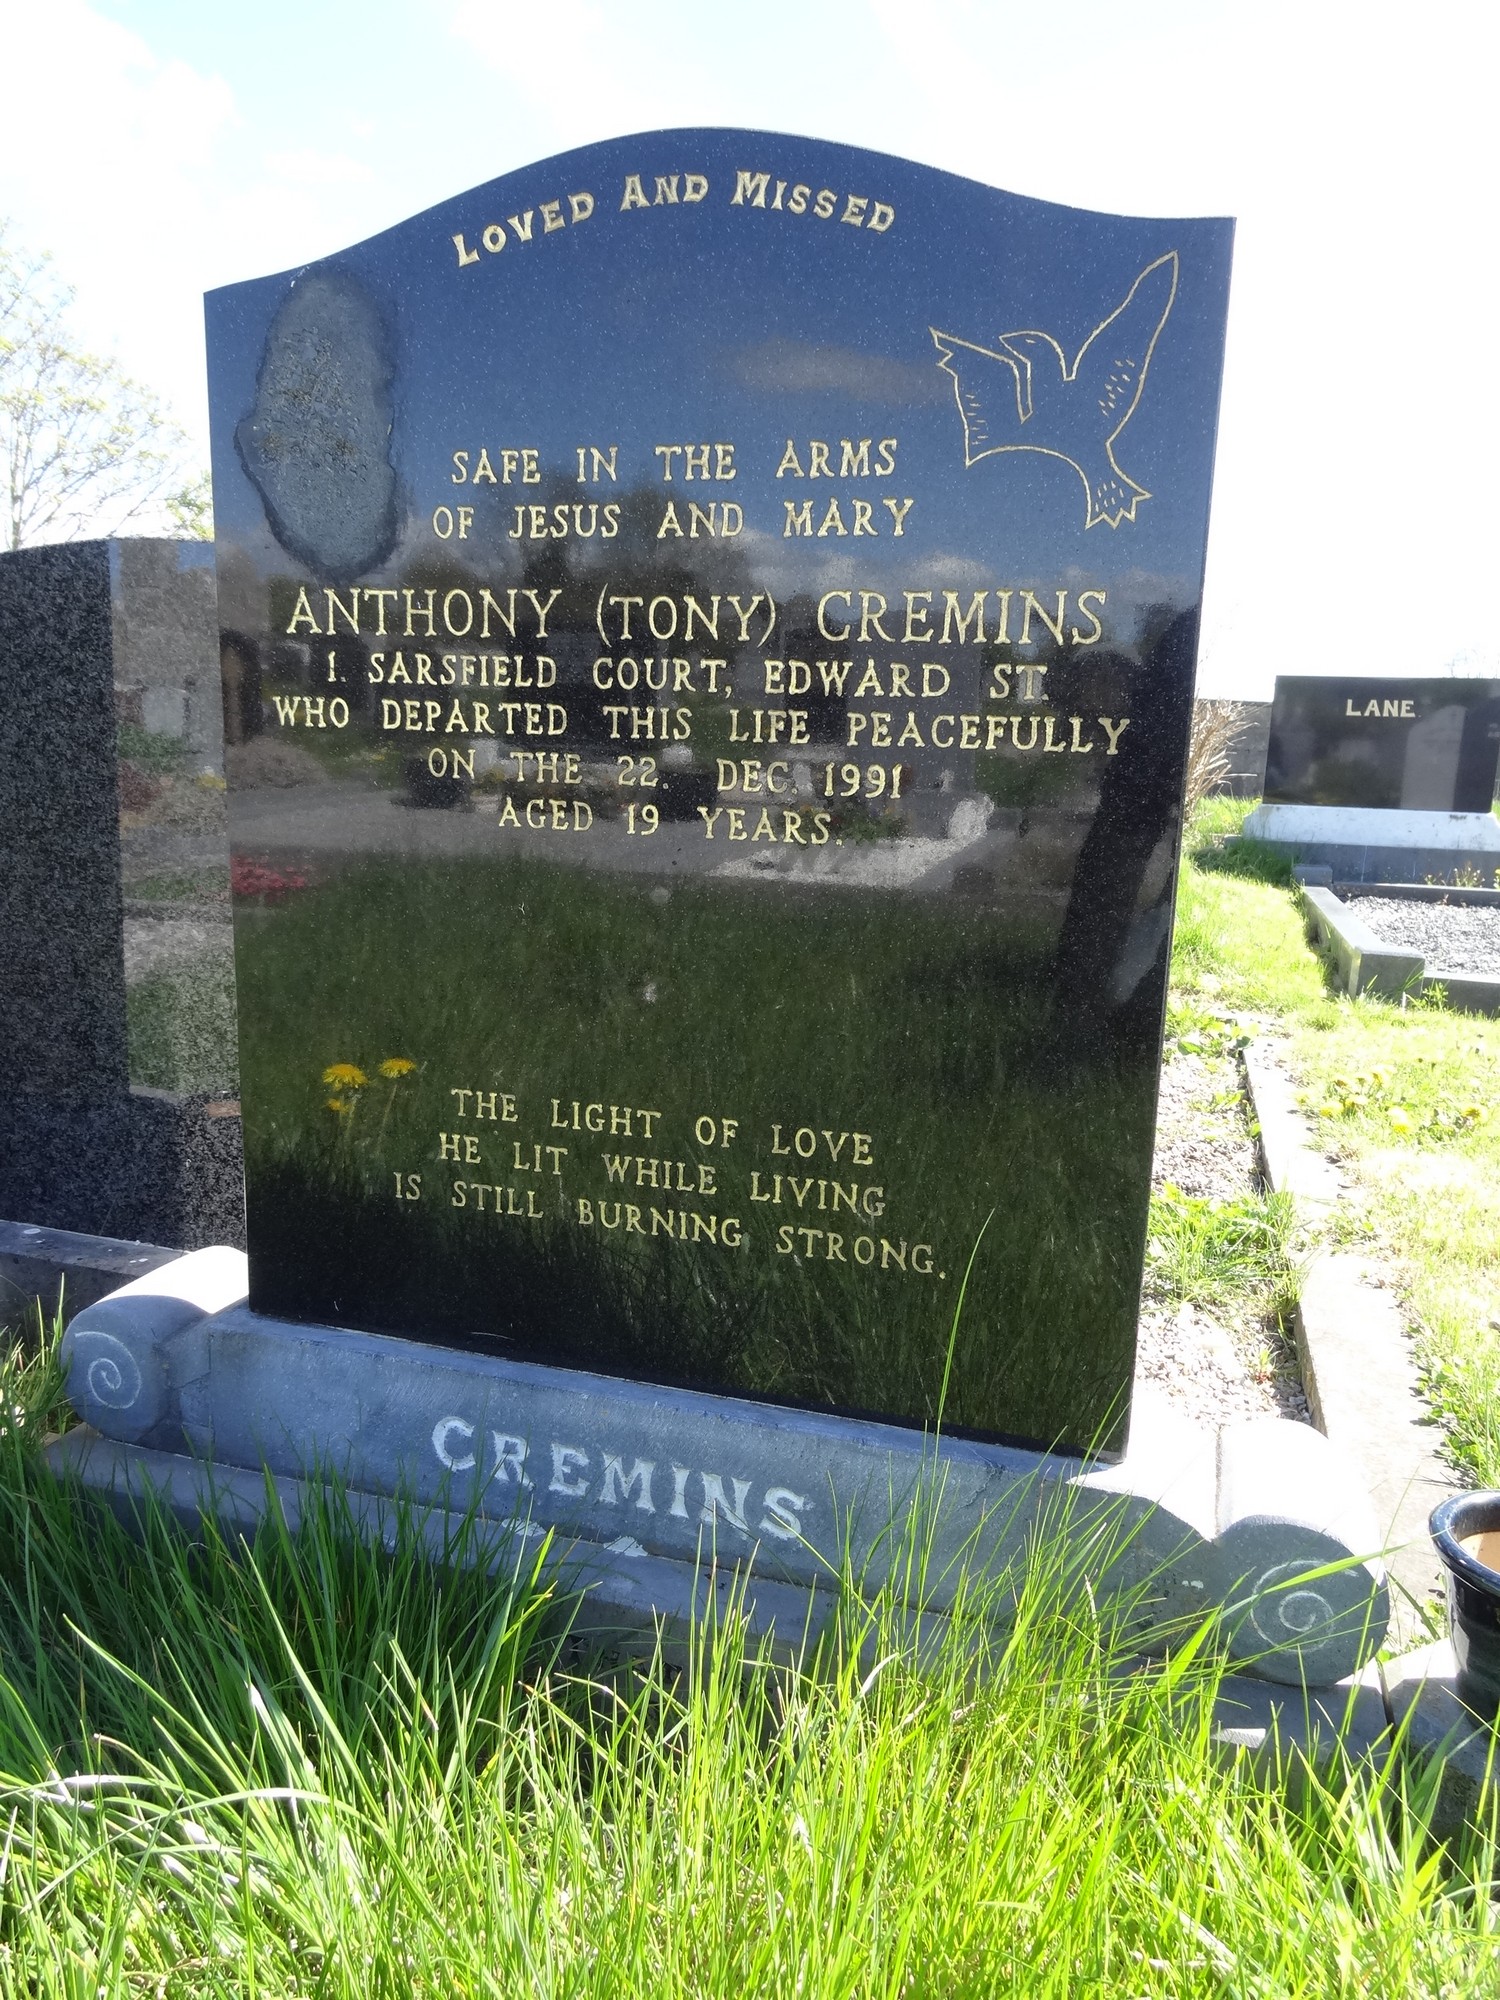 LOVED AND MISSED
SAFE IN THE ARMS
OF JESUS AND MARY
ANTHONY (TONY) CREMINS
1. SARSFIELD COURT, EDWARD ST.
WHO DEPARTED THIS LIFE PEACEFULLY
ON THE 22. DEC. 1991
AGED 19 YEARS.
THE LIGHT OF LOVE
HE LIT WHILE LIVING
IS STILL BURNING STRONG.
CREMINS
LANE